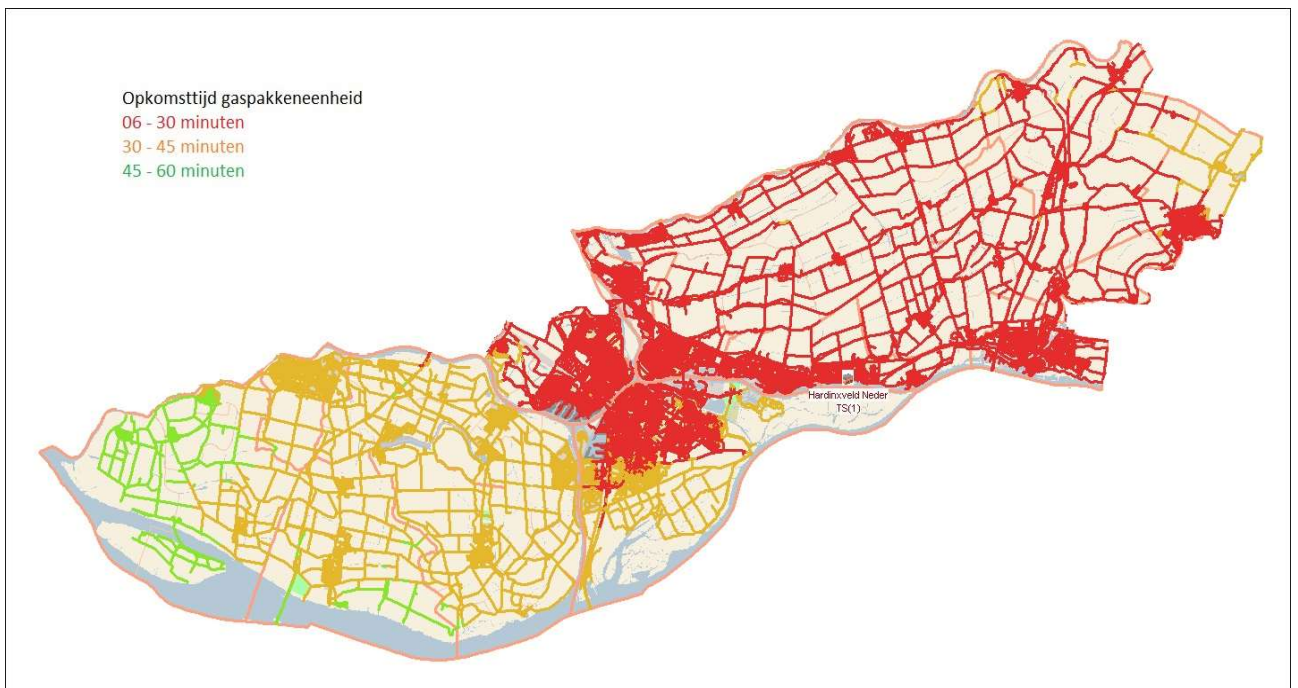 Opkomsttijd gaspakkeneenheid
06 - 30 minuten
30 - 45 minuten
45 - 60 minuten
Hardinxveld Neder
TS(1)